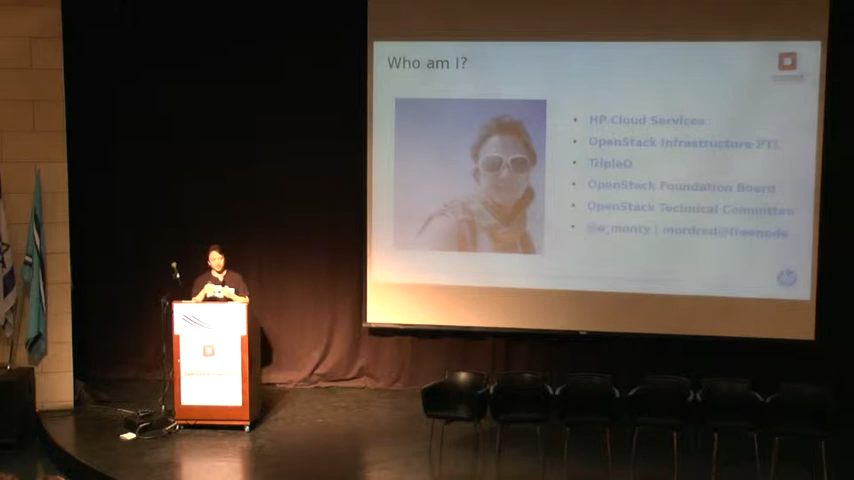 Who am I?
• HP Cloud Services
• OpenStack Infrastructure PTL
• TripleO
• OpenStack Foundation Board
• OpenStack Technical Committee
• @e_monty | mordred@freenode